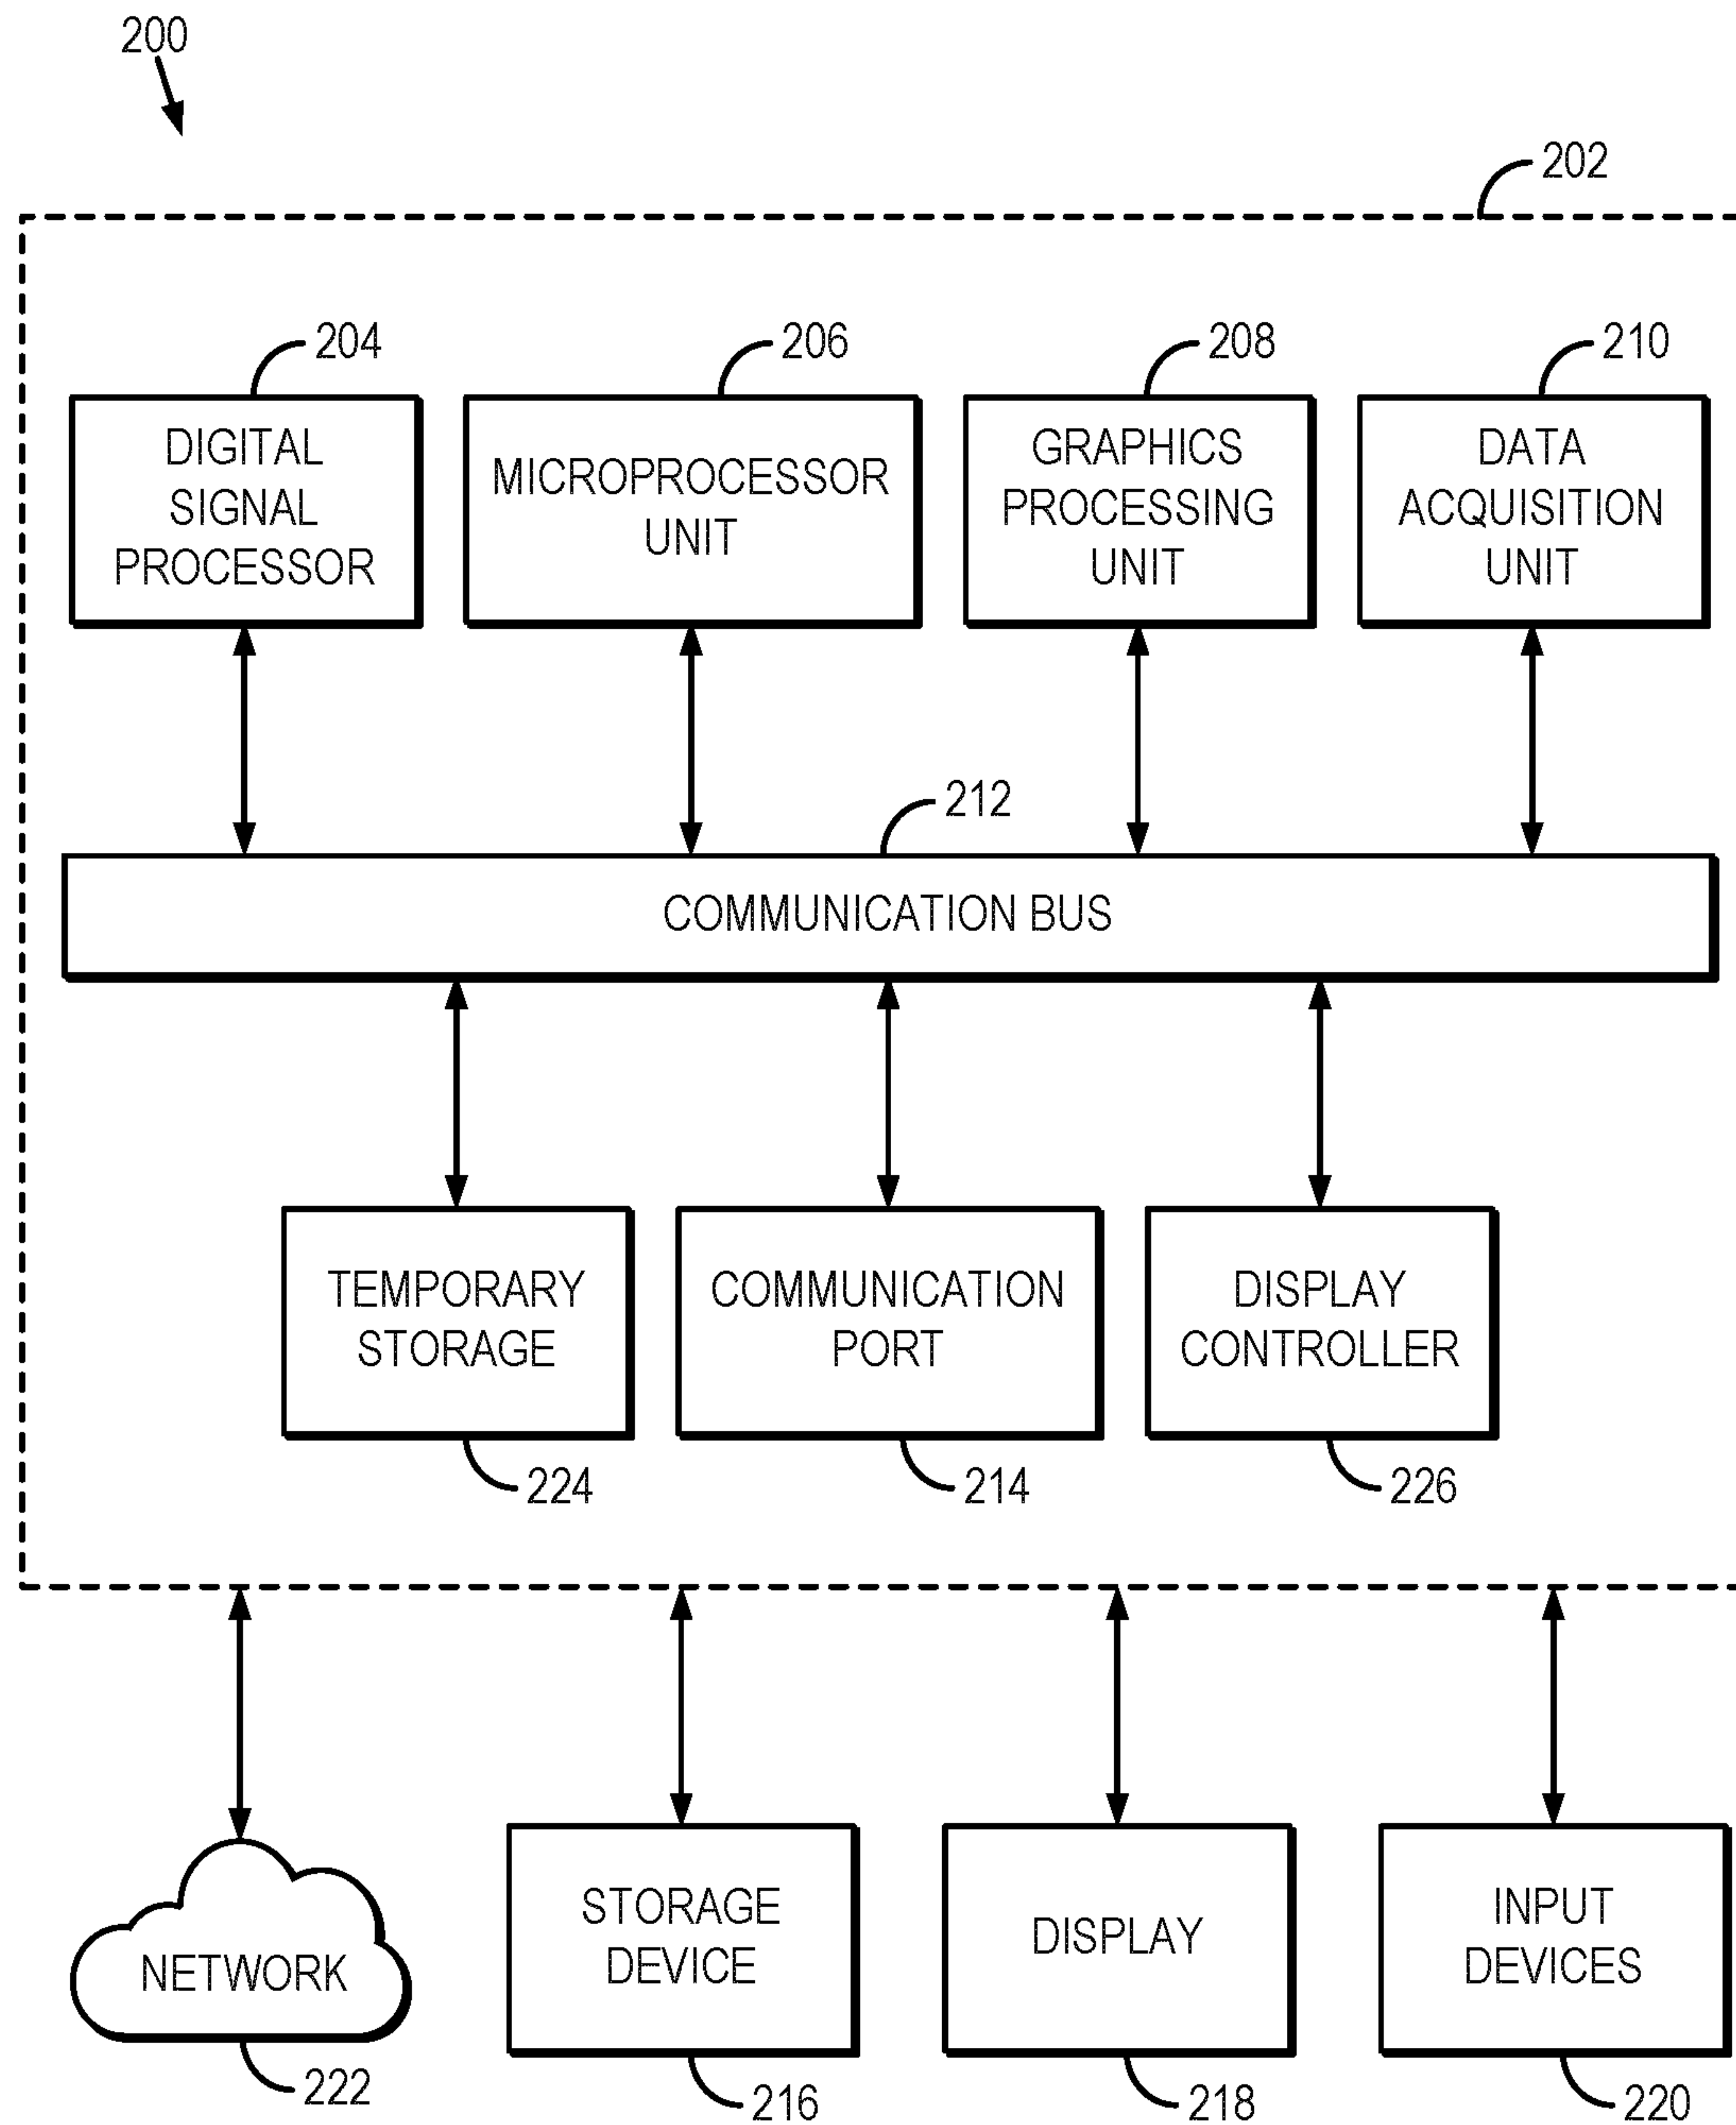 200
202
204
206
208
210
DIGITAL
SIGNAL
PROCESSOR
MICROPROCESSOR
UNIT
GRAPHICS
PROCESSING
UNIT
DATA
ACQUISITION
UNIT
212
COMMUNICATION BUS
TEMPORARY
STORAGE
COMMUNICATION
PORT
DISPLAY
CONTROLLER
224
214
226
NETWORK
STORAGE
DEVICE
DISPLAY
INPUT
DEVICES
222
216
218
220